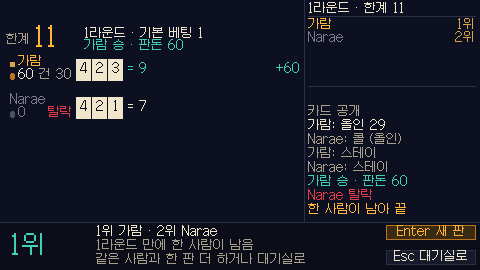 한계 11
1라운드 · 기본 베팅 1
가람 승 · 판돈 60
가람
60 건 30
4 2 3 = 9
+60
Narae
0
탈락
4 2 1 = 7
1라운드 · 한계 11
가람 1위
Narae 2위
카드 공개
가람: 올인 29
Narae: 콜 (올인)
가람: 스테이
Narae: 스테이
가람 승 · 판돈 60
Narae 탈락
한 사람이 남아 끝
1위
1위 가람 · 2위 Narae
1라운드 만에 한 사람이 남음
같은 사람과 한 판 더 하거나 대기실로
Enter 새 판
Esc 대기실로